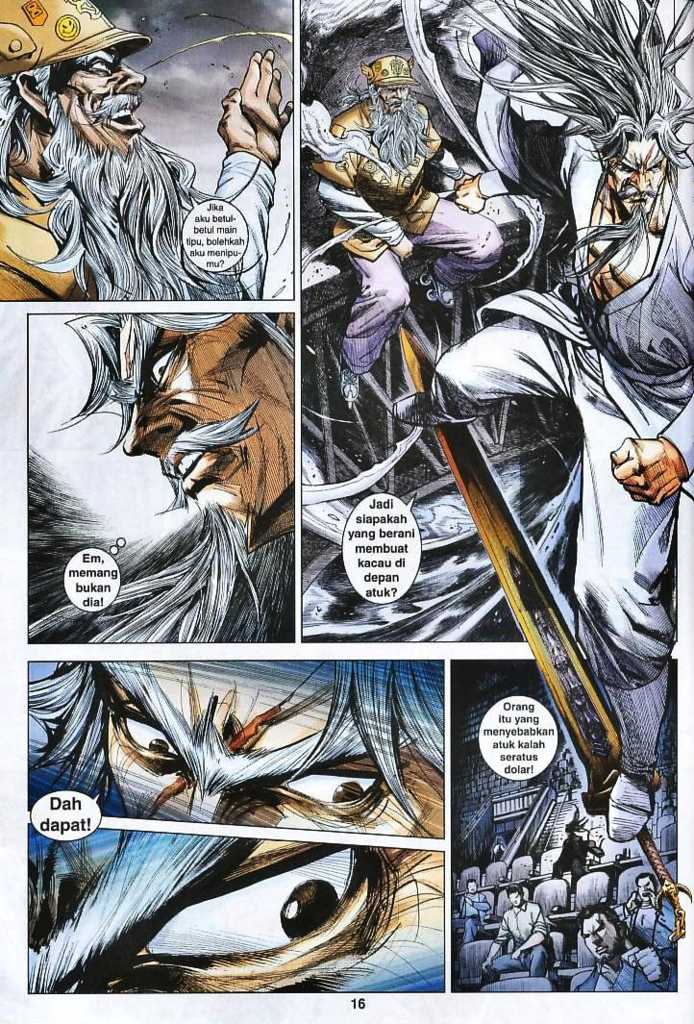 Jika
aku betul-
betul main
tipu, bolehkah
aku menipu-
mu?
Em,
memang
bukan
dia!
Jadi
siapakah
yang berani
membuat
kacau di
depan
atuk?
Dah
dapat!
Orang
itu yang
menyebabkan
atuk kalah
seratus
dolar!
16